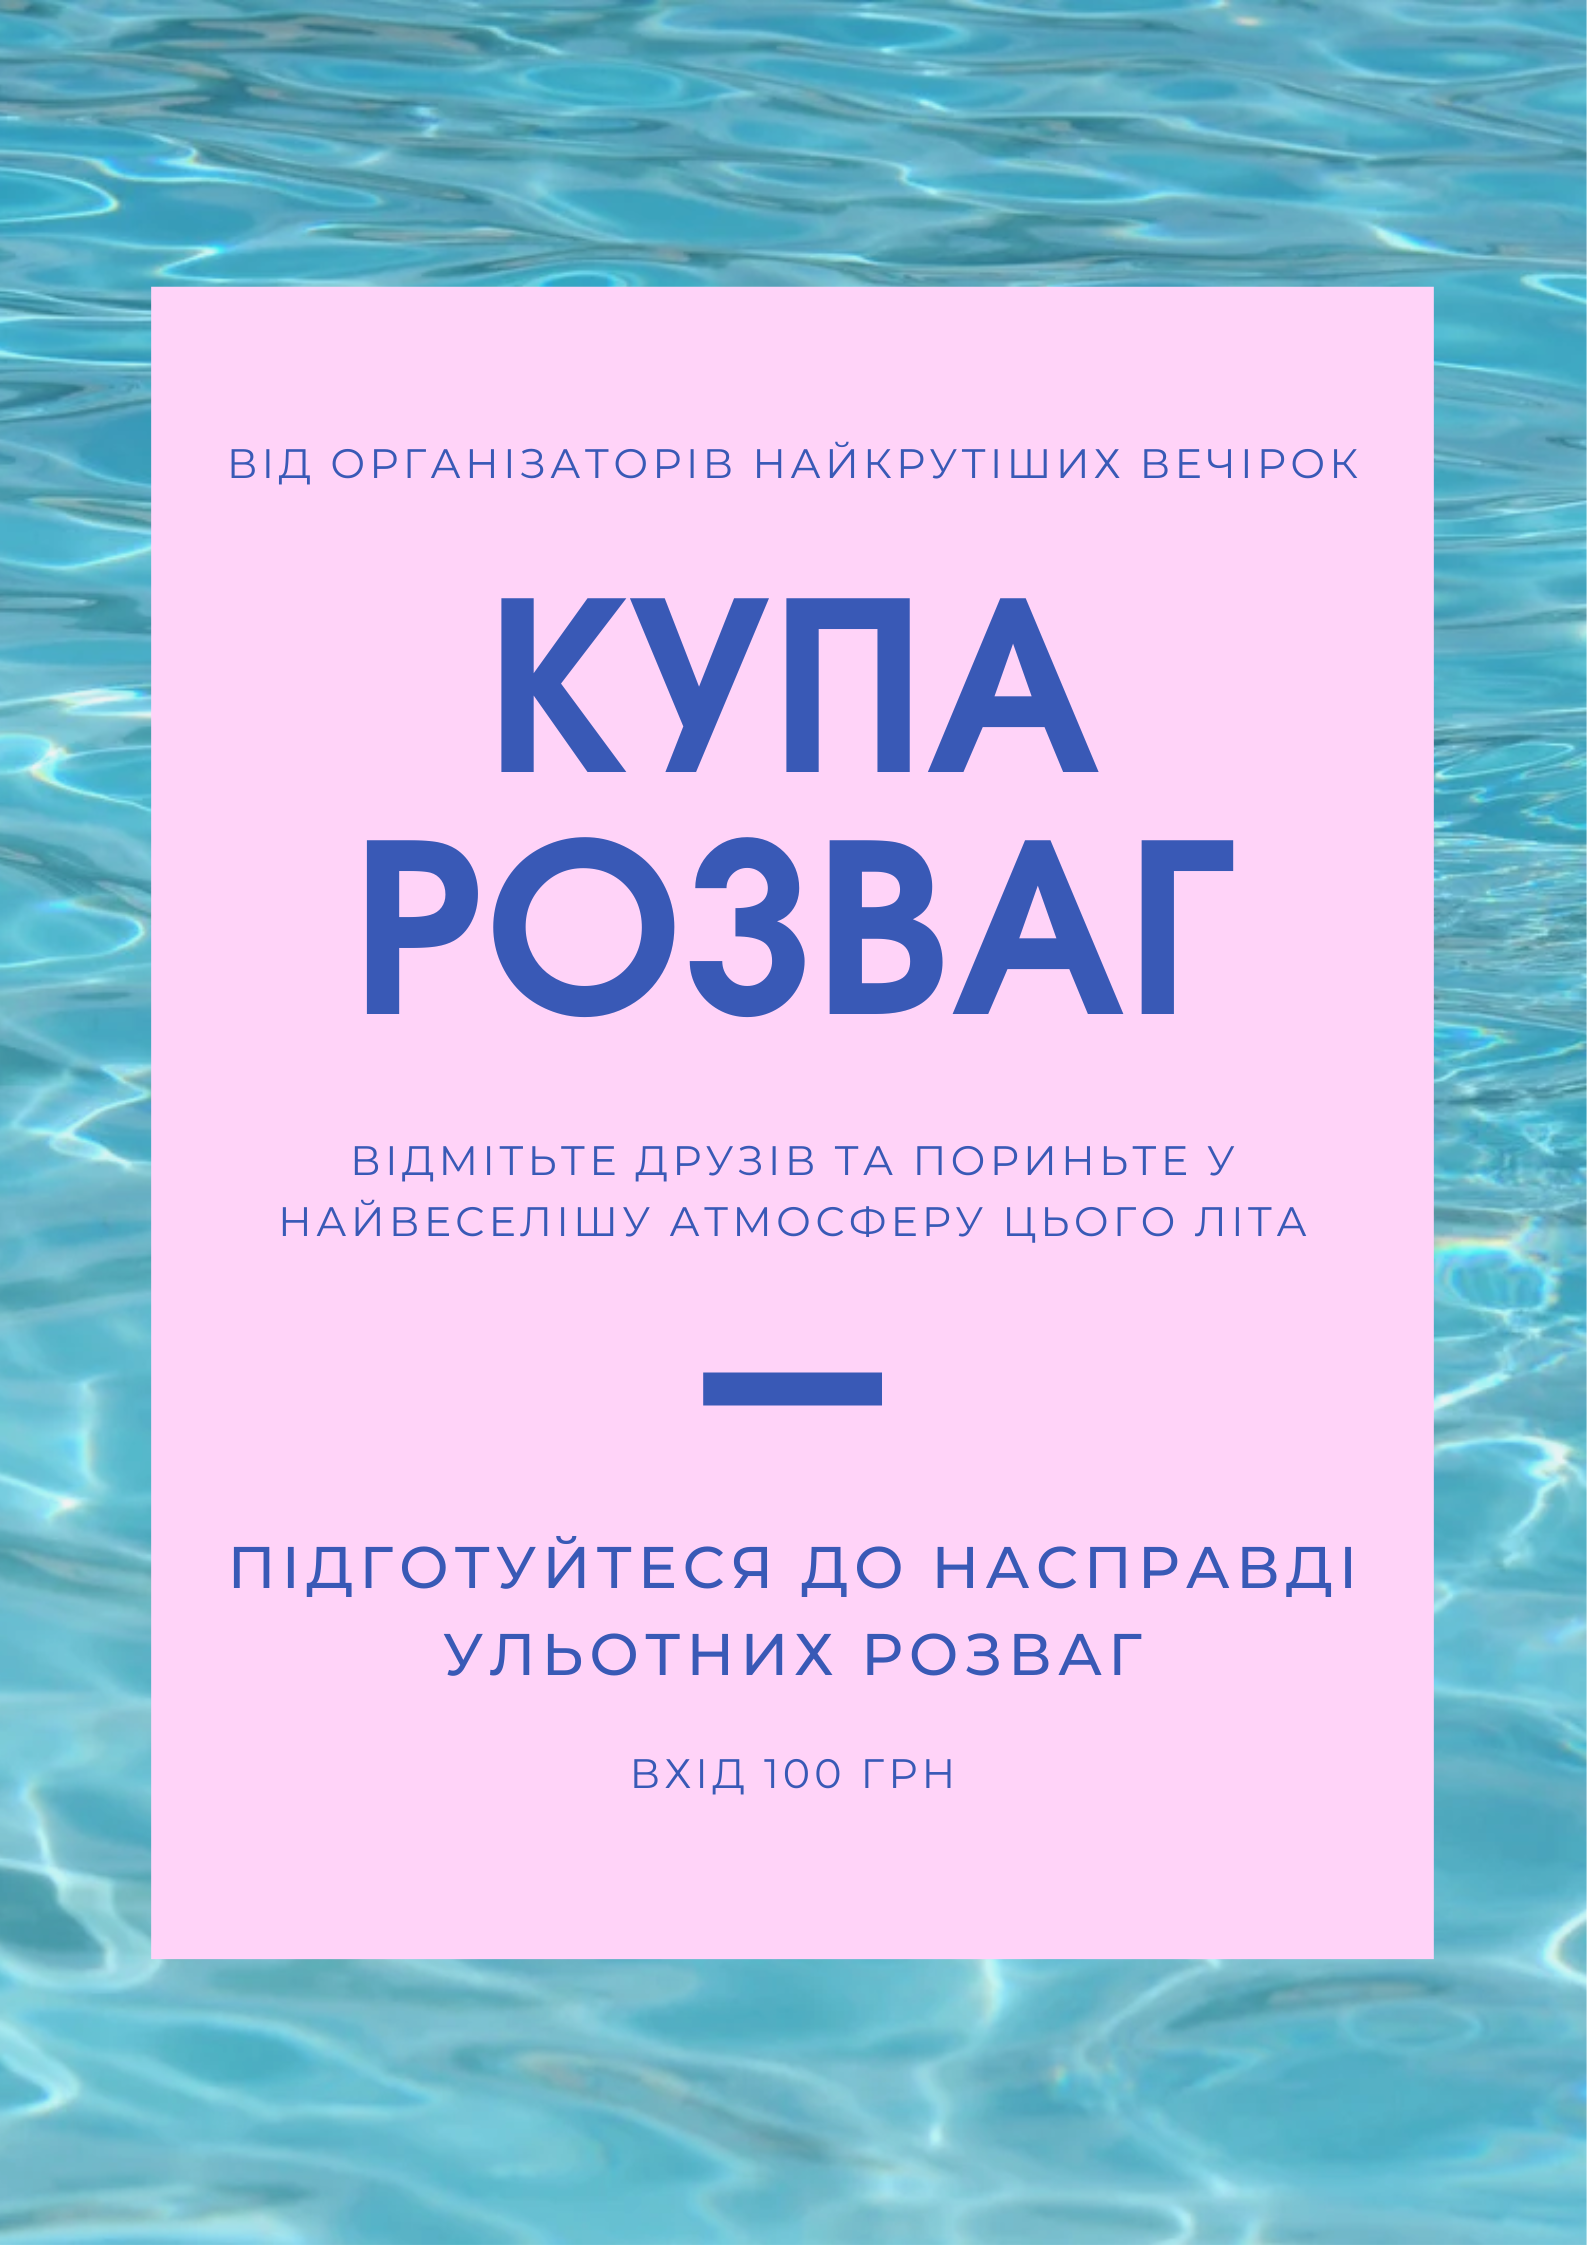 ВІД ОРГАНІЗАТОРІВ НАЙКРУТІШИХ ВЕЧІРОК
КУПА
РОЗВАГ
ВІДМІТЬТЕ ДРУЗІВ ТА ПОРИНЬТЕ У
НАЙВЕСЕЛІШУ АТМОСФЕРУ ЦЬОГО ЛІТА
ПІДГОТУЙТЕСЯ ДО НАСПРАВДІ
УЛЬОТНИХ РОЗВАГ
ВХІД 100 ГРН